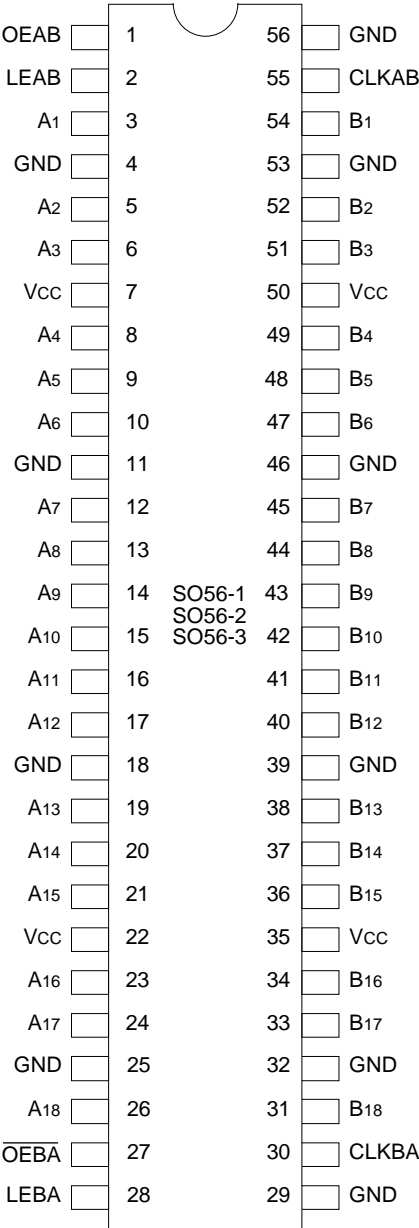 OEAB 1 56 GND
LEAB 2 55 CLKAB
A1 3 54 B1
GND 4 53 GND
A2 5 52 B2
A3 6 51 B3
VCC 7 50 VCC
A4 8 49 B4
A5 9 48 B5
A6 10 47 B6
GND 11 46 GND
A7 12 45 B7
A8 13 44 B8
A9 14 SO56-1 43 B9
SO56-2
A10 15 SO56-3 42 B10
A11 16 41 B11
A12 17 40 B12
GND 18 39 GND
A13 19 38 B13
A14 20 37 B14
A15 21 36 B15
VCC 22 35 VCC
A16 23 34 B16
A17 24 33 B17
GND 25 32 GND
A18 26 31 B18
O̅E̅B̅A̅ 27 30 CLKBA
LEBA 28 29 GND